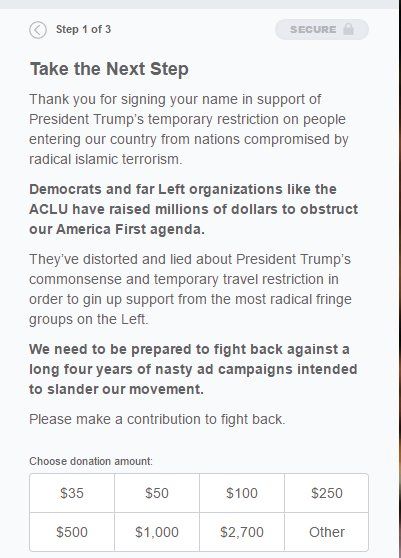 Step 1 of 3
SECURE
Take the Next Step
Thank you for signing your name in support of
President Trump's temporary restriction on people
entering our country from nations compromised by
radical islamic terrorism.
Democrats and far Left organizations like the
ACLU have raised millions of dollars to obstruct
our America First agenda.
They've distorted and lied about President Trump's
commonsense and temporary travel restriction in
order to gin up support from the most radical fringe
groups on the Left.
We need to be prepared to fight back against a
long four years of nasty ad campaigns intended
to slander our movement.
Please make a contribution to fight back.
Choose donation amount:
$35 $50 $100 $250
$500 $1,000 $2,700 Other